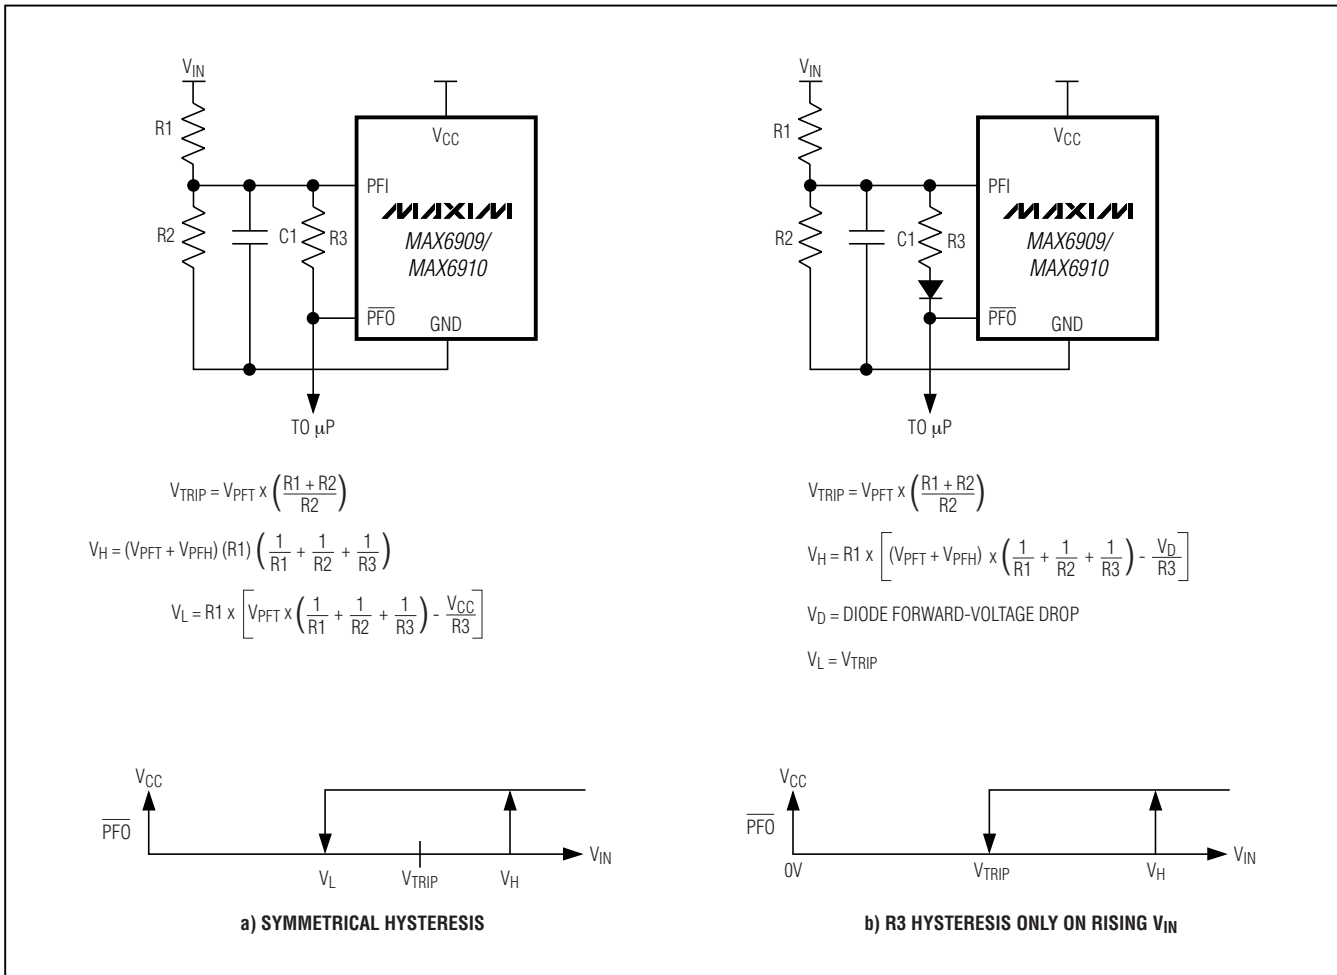 V_IN
R1
V_CC
PFI
MAXIM
R2
C1
R3
MAX6909/
MAX6910
P̅F̅O̅
GND
TO μP
V_TRIP = V_PFT x ((R1 + R2)/R2)
V_H = (V_PFT + V_PFH) (R1) (1/R1 + 1/R2 + 1/R3)
V_L = R1 x [V_PFT x (1/R1 + 1/R2 + 1/R3) - V_CC/R3]
V_CC
P̅F̅O̅
V_IN
V_L
V_TRIP
V_H
a) SYMMETRICAL HYSTERESIS
V_IN
R1
V_CC
PFI
MAXIM
R2
C1
R3
MAX6909/
MAX6910
P̅F̅O̅
GND
TO μP
V_TRIP = V_PFT x ((R1 + R2)/R2)
V_H = R1 x [(V_PFT + V_PFH) x (1/R1 + 1/R2 + 1/R3) - V_D/R3]
V_D = DIODE FORWARD-VOLTAGE DROP
V_L = V_TRIP
V_CC
P̅F̅O̅
V_IN
0V
V_TRIP
V_H
b) R3 HYSTERESIS ONLY ON RISING V_IN